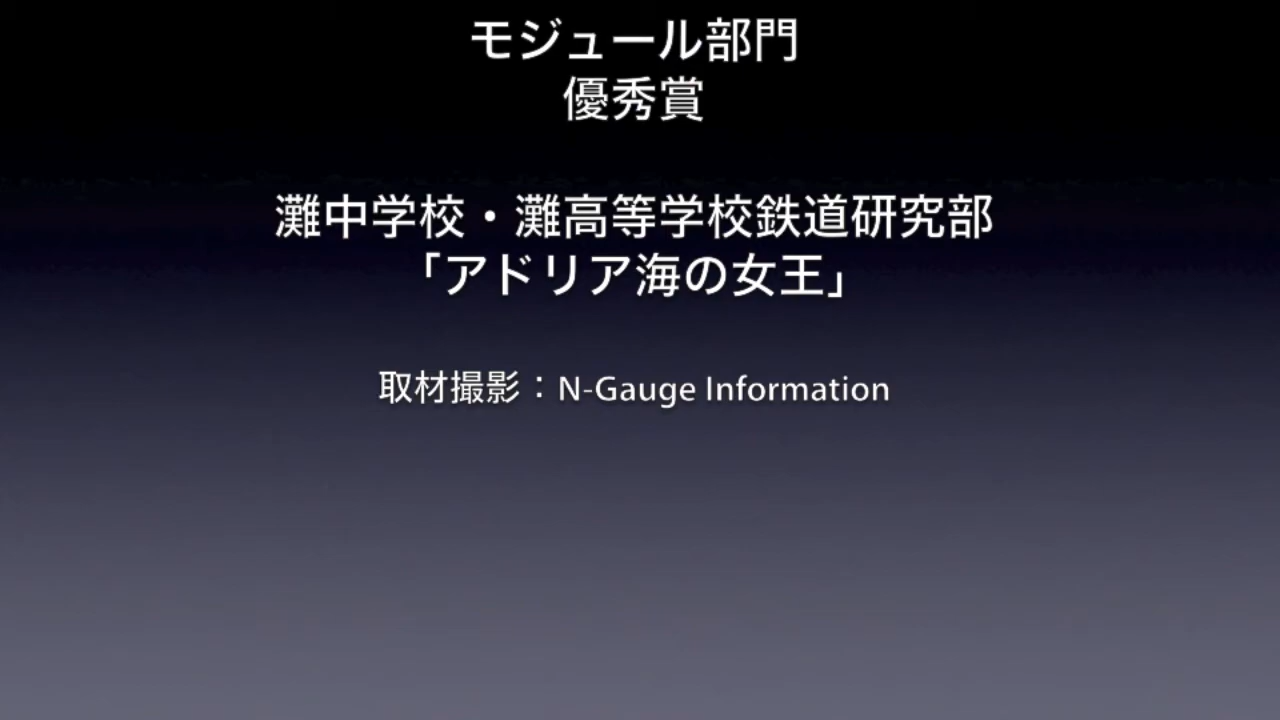 モジュール部門
優秀賞
灘中学校・灘高等学校鉄道研究部
「アドリア海の女王」
取材撮影：N-Gauge Information